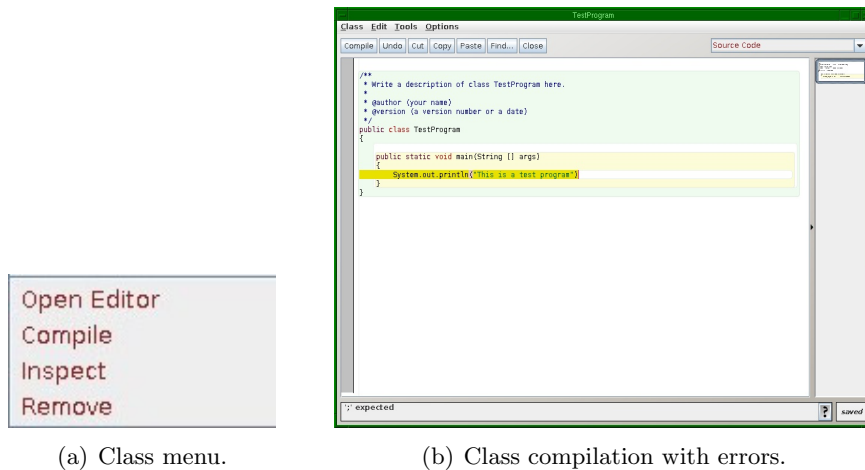 Open Editor
Compile
Inspect
Remove
(a) Class menu.
TestProgram
Class Edit Tools Options
Compile Undo Cut Copy Paste Find... Close Source Code
/**
* Write a description of class TestProgram here.
*
* @author (your name)
* @version (a version number or a date)
*/
public class TestProgram
{
public static void main(String [] args)
{
System.out.println("This is a test program")
}
}
';' expected
? saved
(b) Class compilation with errors.